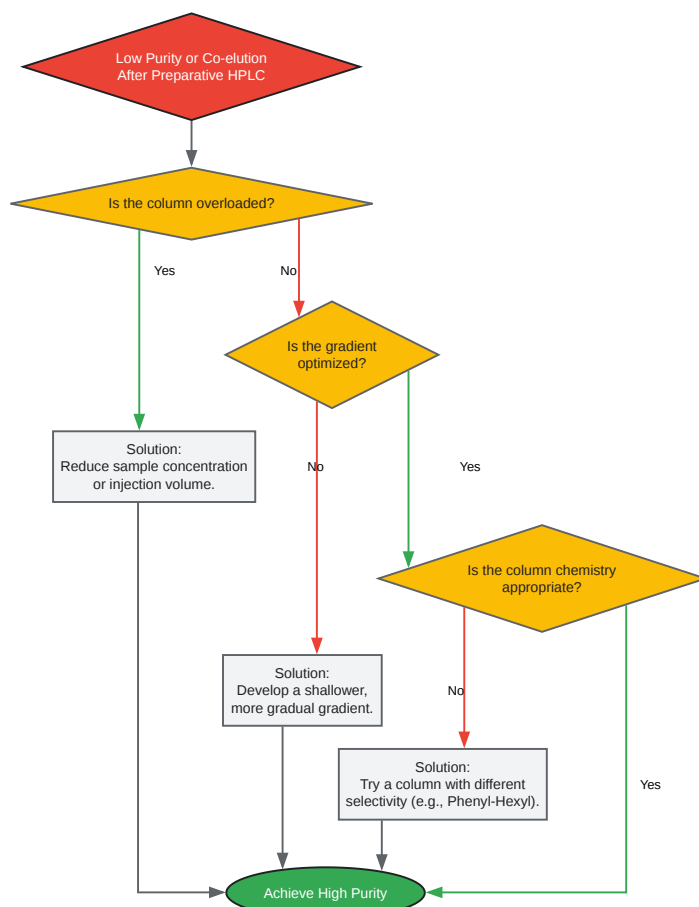 Low Purity or Co-elution
After Preparative HPLC
Is the column overloaded?
Yes
No
Is the gradient
optimized?
Solution:
Reduce sample concentration
or injection volume.
No
Yes
Is the column chemistry
appropriate?
Solution:
Develop a shallower,
more gradual gradient.
No
Solution:
Try a column with different
selectivity (e.g., Phenyl-Hexyl).
Yes
Achieve High Purity